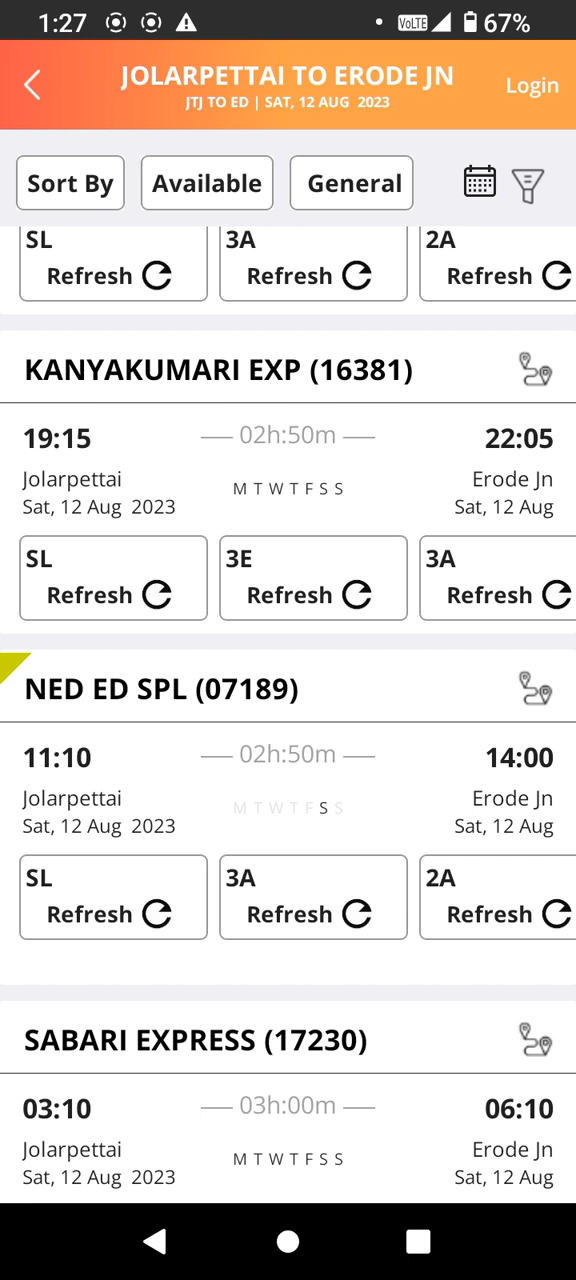 1:27 VoLTE 67%
JOLARPETTAI TO ERODE JN
Login
JTJ TO ED | SAT, 12 AUG 2023
Sort By Available General
SL 3A 2A
Refresh Refresh Refresh
KANYAKUMARI EXP (16381)
19:15 02h:50m 22:05
Jolarpettai M T W T F S S Erode Jn
Sat, 12 Aug 2023 Sat, 12 Aug
SL 3E 3A
Refresh Refresh Refresh
NED ED SPL (07189)
11:10 02h:50m 14:00
Jolarpettai M T W T F S S Erode Jn
Sat, 12 Aug 2023 Sat, 12 Aug
SL 3A 2A
Refresh Refresh Refresh
SABARI EXPRESS (17230)
03:10 03h:00m 06:10
Jolarpettai M T W T F S S Erode Jn
Sat, 12 Aug 2023 Sat, 12 Aug